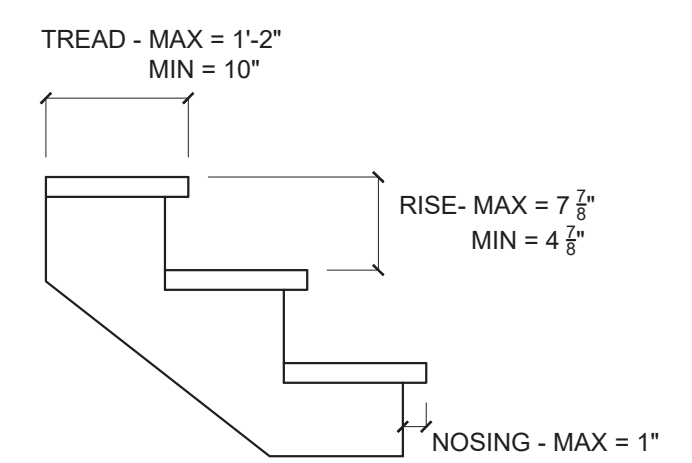 TREAD - MAX = 1'-2"
MIN = 10"
RISE- MAX = 7 7/8"
MIN = 4 7/8"
NOSING - MAX = 1"